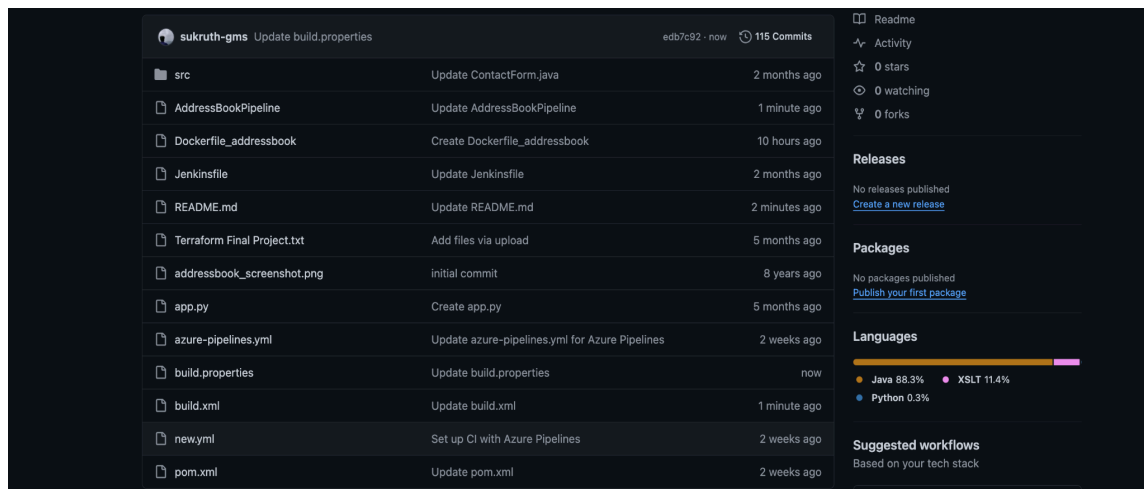 sukruth-gms Update build.properties edb7c92 · now 115 Commits
src Update ContactForm.java 2 months ago
AddressBookPipeline Update AddressBookPipeline 1 minute ago
Dockerfile_addressbook Create Dockerfile_addressbook 10 hours ago
Jenkinsfile Update Jenkinsfile 2 months ago
README.md Update README.md 2 minutes ago
Terraform Final Project.txt Add files via upload 5 months ago
addressbook_screenshot.png initial commit 8 years ago
app.py Create app.py 5 months ago
azure-pipelines.yml Update azure-pipelines.yml for Azure Pipelines 2 weeks ago
build.properties Update build.properties now
build.xml Update build.xml 1 minute ago
new.yml Set up CI with Azure Pipelines 2 weeks ago
pom.xml Update pom.xml 2 weeks ago
Readme
Activity
0 stars
0 watching
0 forks
Releases
No releases published
Create a new release
Packages
No packages published
Publish your first package
Languages
Java 88.3% XSLT 11.4%
Python 0.3%
Suggested workflows
Based on your tech stack